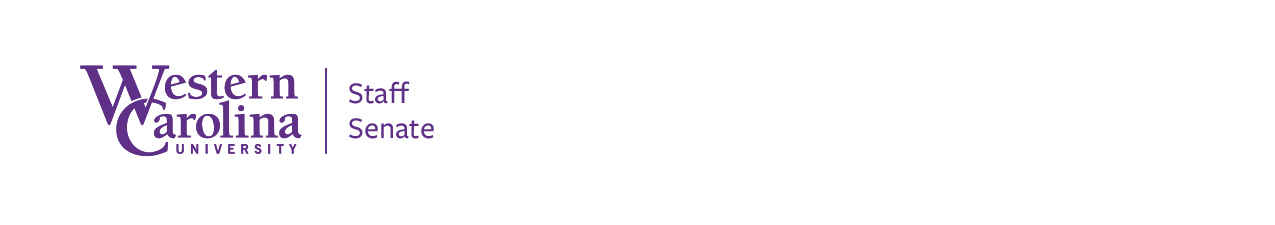 Western
Carolina
UNIVERSITY
Staff
Senate